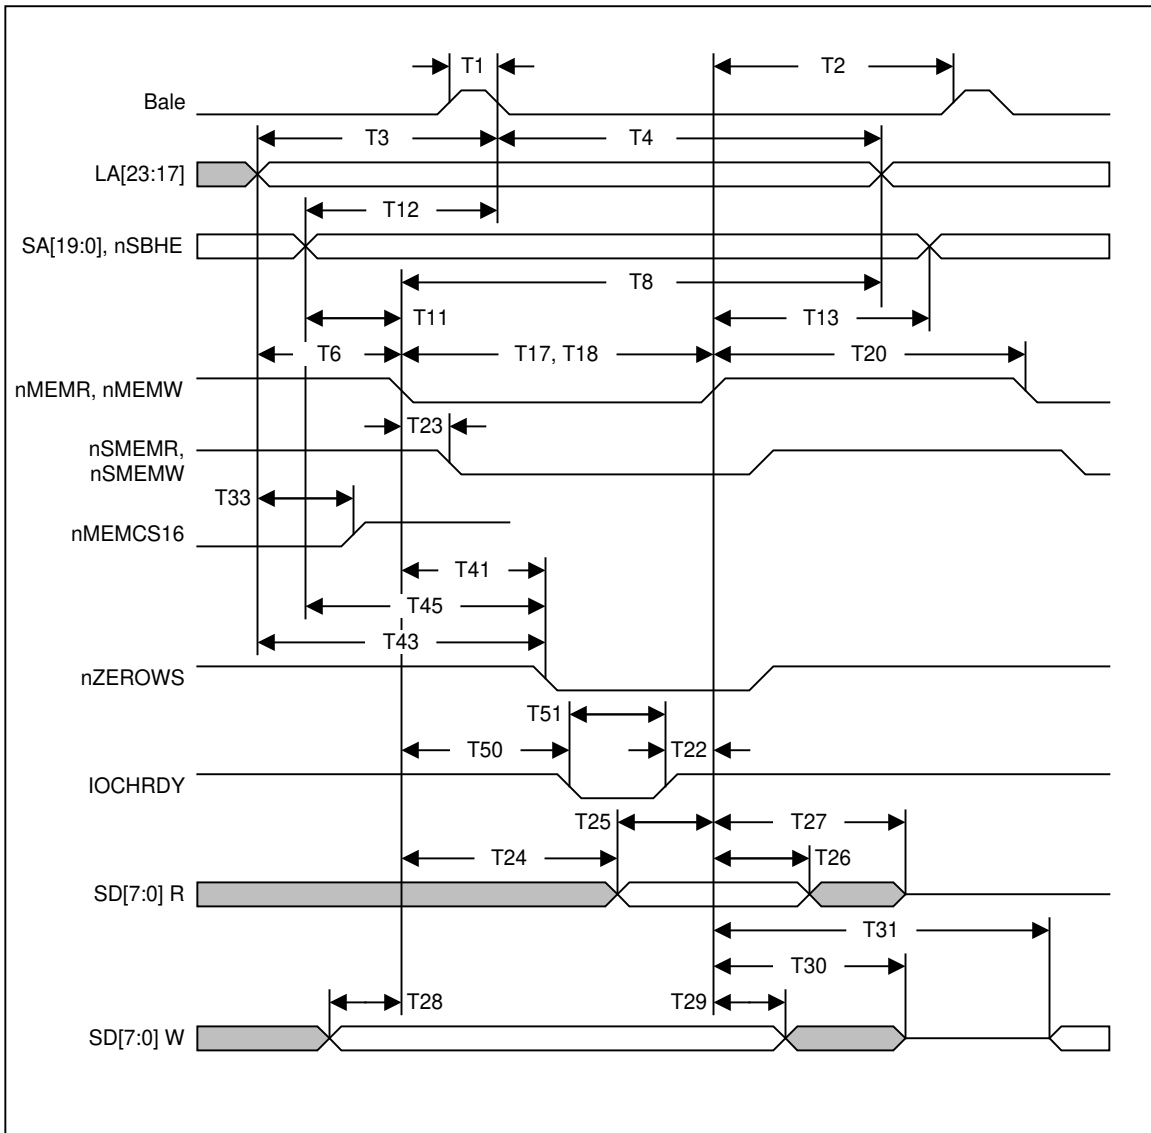 T1
T2
Bale
T3
T4
LA[23:17]
T12
SA[19:0], nSBHE
T8
T11
T13
T6
T17, T18
T20
nMEMR, nMEMW
T23
nSMEMR,
nSMEMW
T33
nMEMCS16
T41
T45
T43
nZEROWS
T51
T50
T22
IOCHRDY
T25
T27
T24
T26
SD[7:0] R
T31
T30
T28
T29
SD[7:0] W